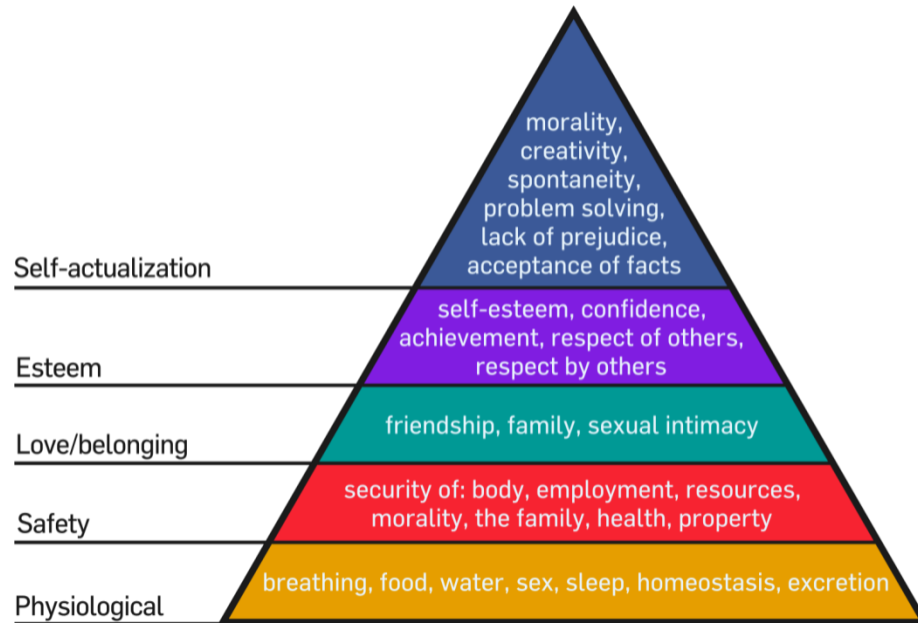 morality,
creativity,
spontaneity,
problem solving,
lack of prejudice,
acceptance of facts
Self-actualization
self-esteem, confidence,
achievement, respect of others,
respect by others
Esteem
friendship, family, sexual intimacy
Love/belonging
security of: body, employment, resources,
morality, the family, health, property
Safety
breathing, food, water, sex, sleep, homeostasis, excretion
Physiological